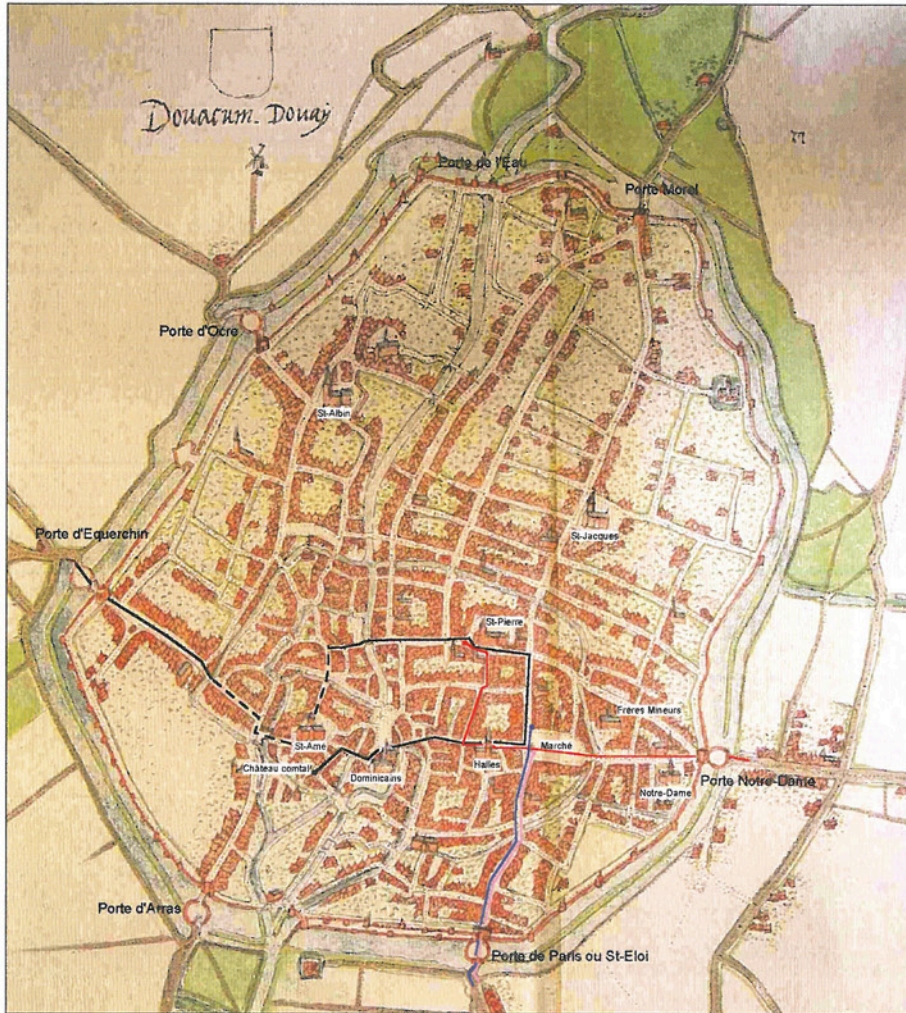 Douacum. Douay
Porte de l'Eau
Porte Morel
Porte d'Ocre
St-Albin
Porte d'Equerchin
St-Jacques
St-Pierre
Frères Mineurs
St-Amé
Marché
Château comtal
Dominicains
Halles
Porte Notre-Dame
Notre-Dame
Porte d'Arras
Porte de Paris ou St-Eloi